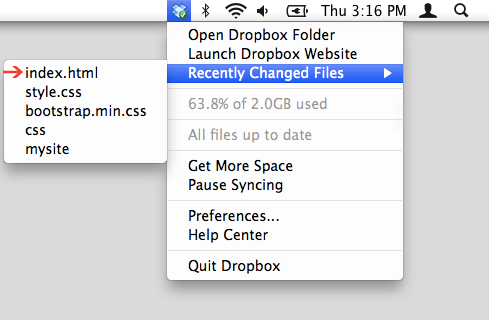 Thu 3:16 PM
Open Dropbox Folder
Launch Dropbox Website
Recently Changed Files
index.html
style.css
bootstrap.min.css
css
mysite
63.8% of 2.0GB used
All files up to date
Get More Space
Pause Syncing
Preferences...
Help Center
Quit Dropbox